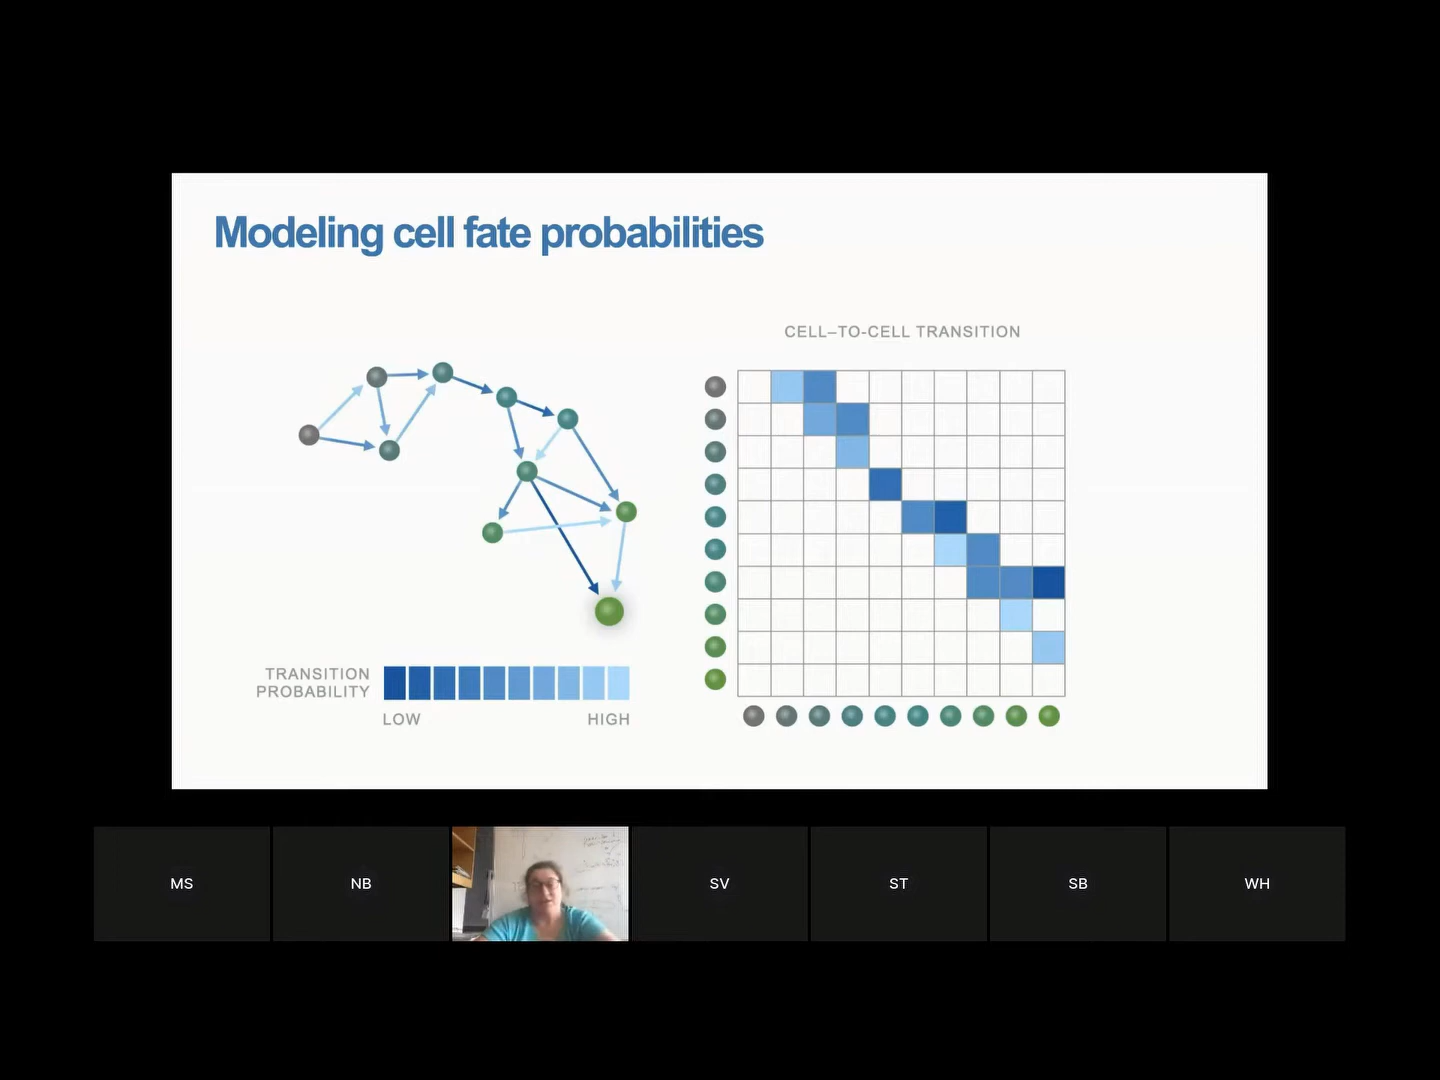 Modeling cell fate probabilities
CELL–TO-CELL TRANSITION
TRANSITION
PROBABILITY
LOW
HIGH
MS
NB
SV
ST
SB
WH